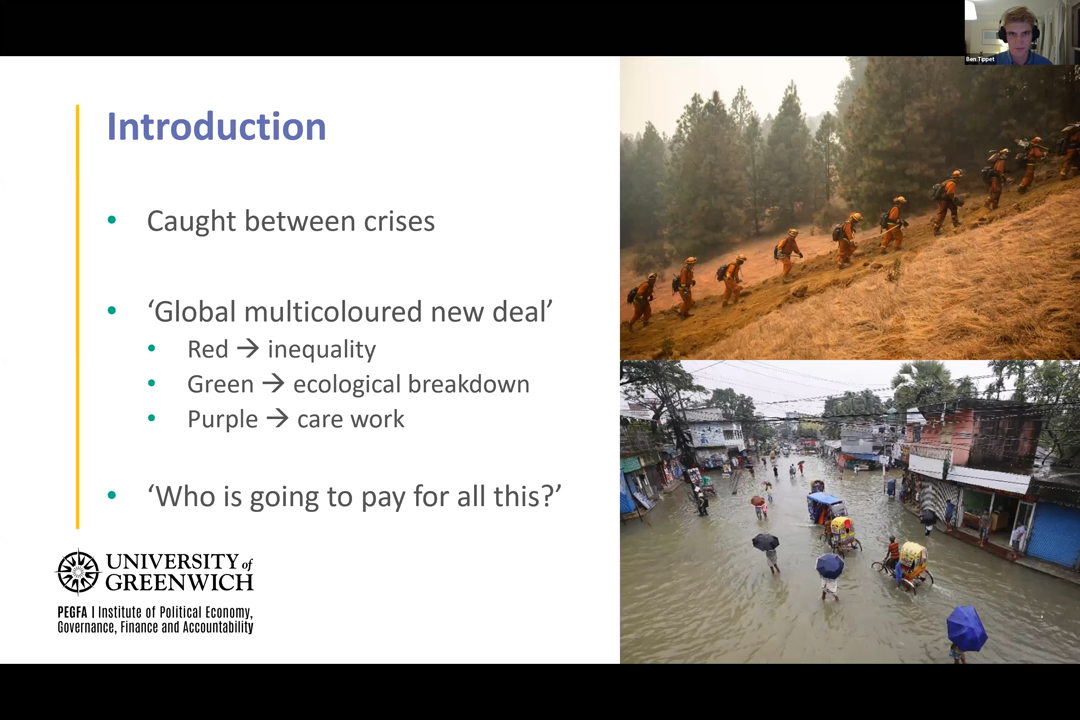 Ben Tippet
Introduction
• Caught between crises
• ‘Global multicoloured new deal’
• Red → inequality
• Green → ecological breakdown
• Purple → care work
• ‘Who is going to pay for all this?’
UNIVERSITY of
GREENWICH
PEGFA | Institute of Political Economy,
Governance, Finance and Accountability